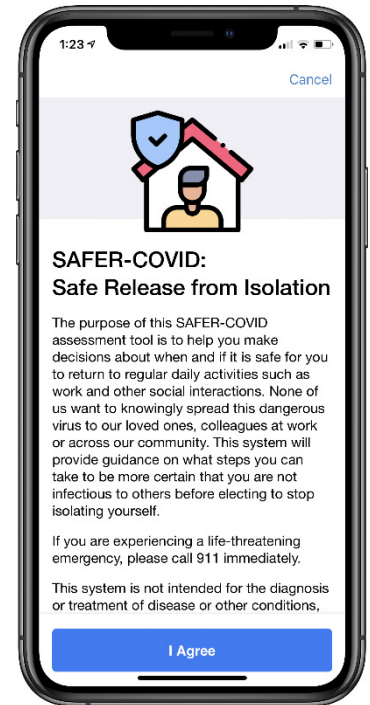 1:23
Cancel
SAFER-COVID:
Safe Release from Isolation
The purpose of this SAFER-COVID
assessment tool is to help you make
decisions about when and if it is safe for you
to return to regular daily activities such as
work and other social interactions. None of
us want to knowingly spread this dangerous
virus to our loved ones, colleagues at work
or across our community. This system will
provide guidance on what steps you can
take to be more certain that you are not
infectious to others before electing to stop
isolating yourself.
If you are experiencing a life-threatening
emergency, please call 911 immediately.
This system is not intended for the diagnosis
or treatment of disease or other conditions,
I Agree